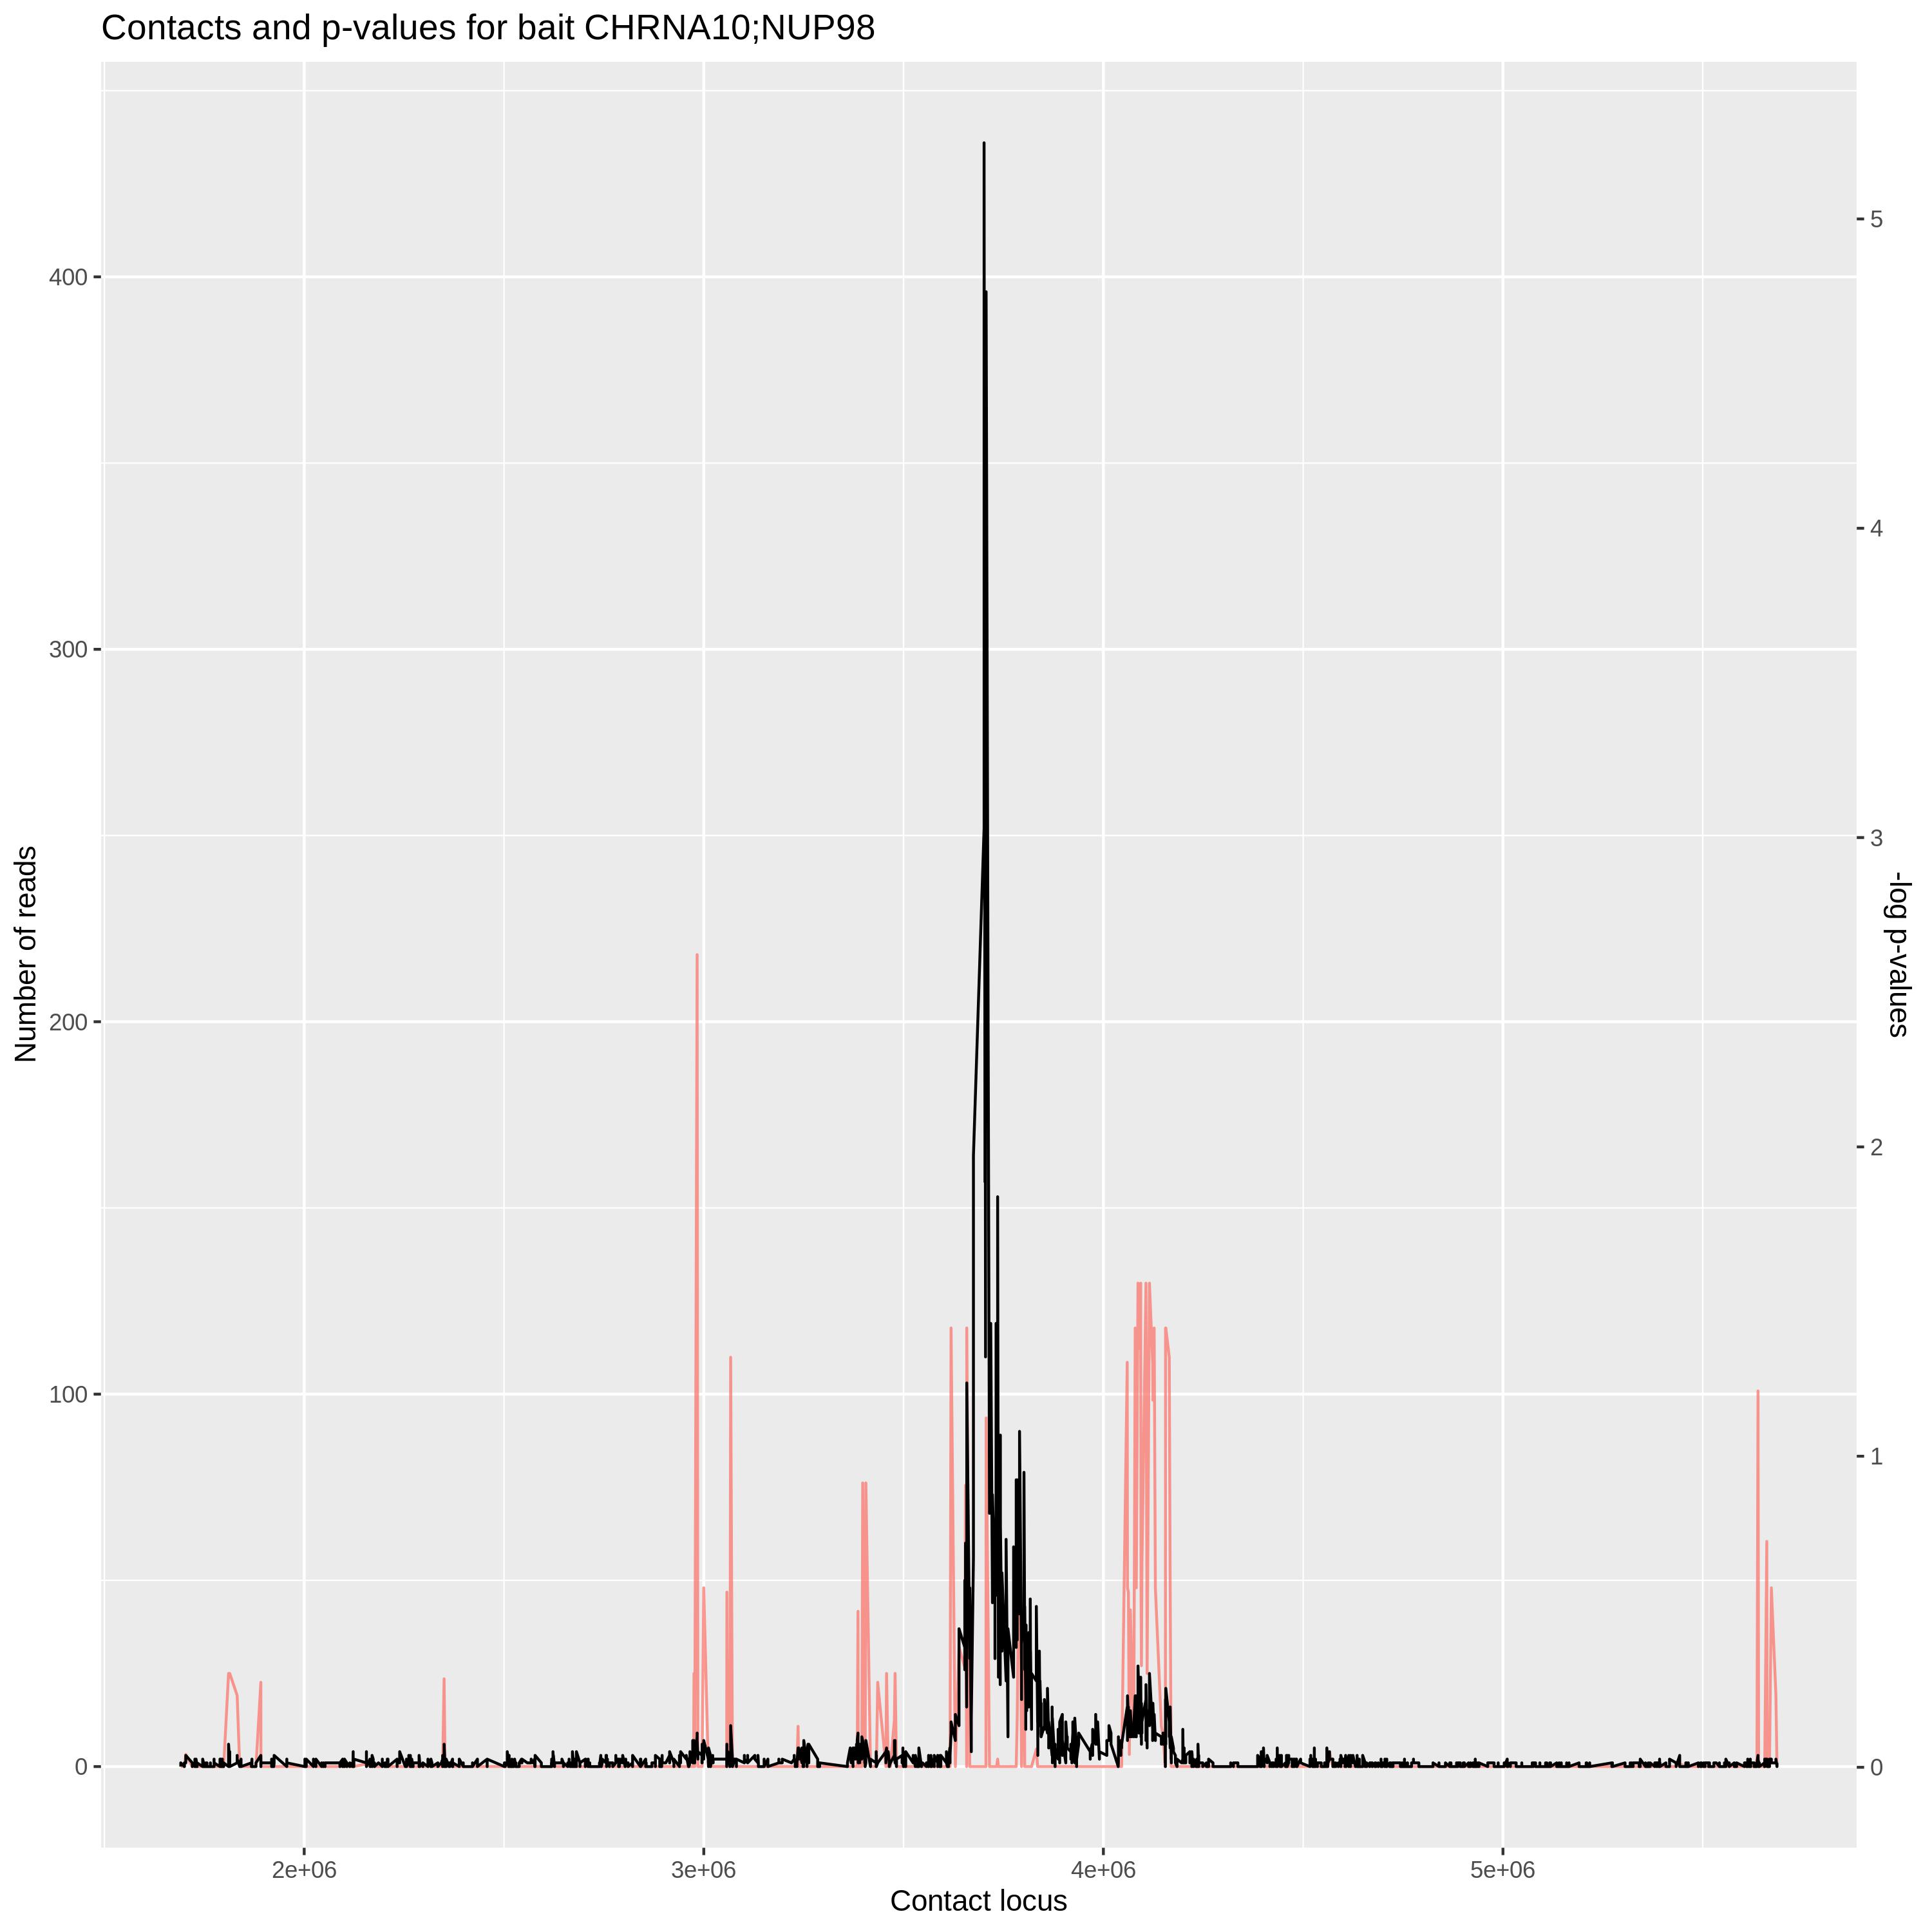 Contacts and p-values for bait CHRNA10;NUP98
400
300
200
100
0
Number of reads
5
4
3
2
1
0
-log p-values
2e+06
3e+06
4e+06
5e+06
Contact locus